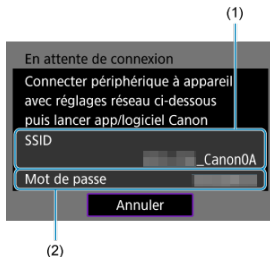 (1)
En attente de connexion
Connecter périphérique à appareil
avec réglages réseau ci-dessous
puis lancer app/logiciel Canon
SSID
_Canon0A
Mot de passe
Annuler
(2)